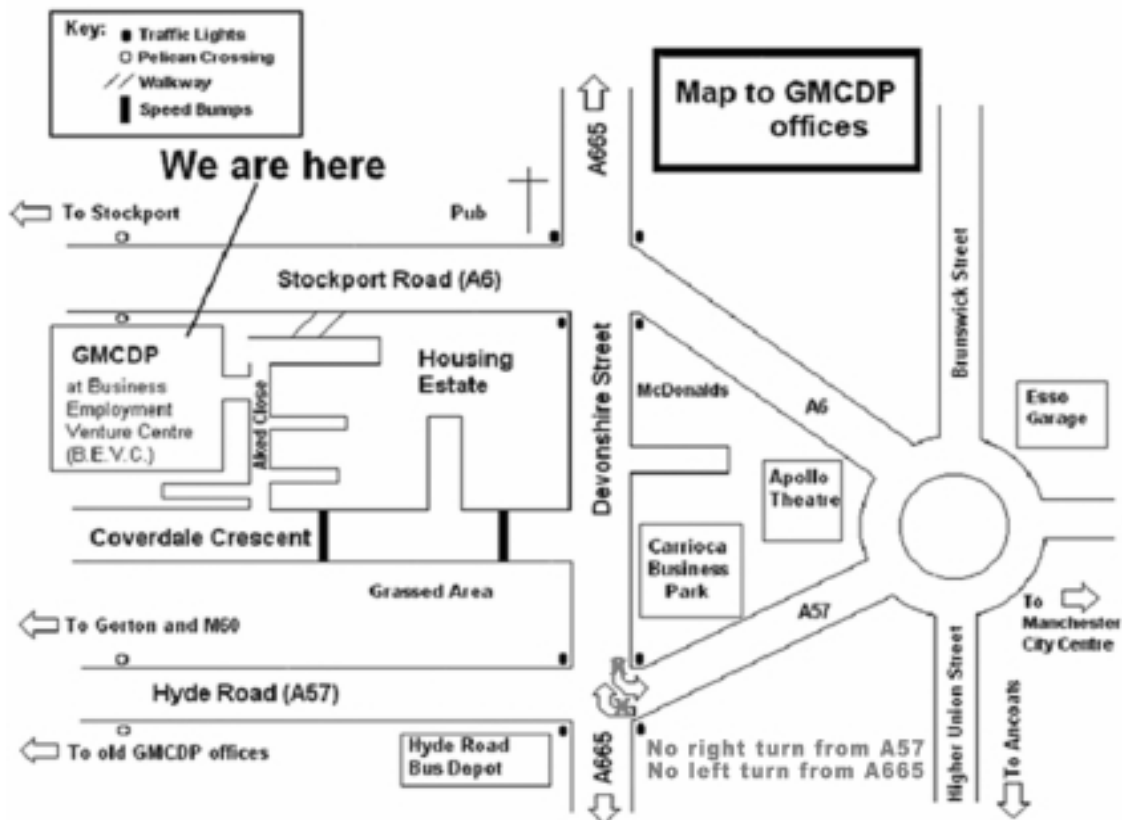 Key:
Traffic Lights
Pelican Crossing
Walkway
Speed Bumps
Map to GMCDP
offices
We are here
A665
To Stockport
Pub
Stockport Road (A6)
Brunswick Street
GMCDP
at Business
Employment
Venture Centre
(B.E.V.C.)
Alked Close
Housing
Estate
Devonshire Street
McDonalds
A6
Esso
Garage
Apollo
Theatre
Coverdale Crescent
Carrioca
Business
Park
Grassed Area
A57
To
Manchester
City Centre
To Gorton and M60
Hyde Road (A57)
To old GMCDP offices
Hyde Road
Bus Depot
A665
No right turn from A57
No left turn from A665
Higher Union Street
To Ancoats